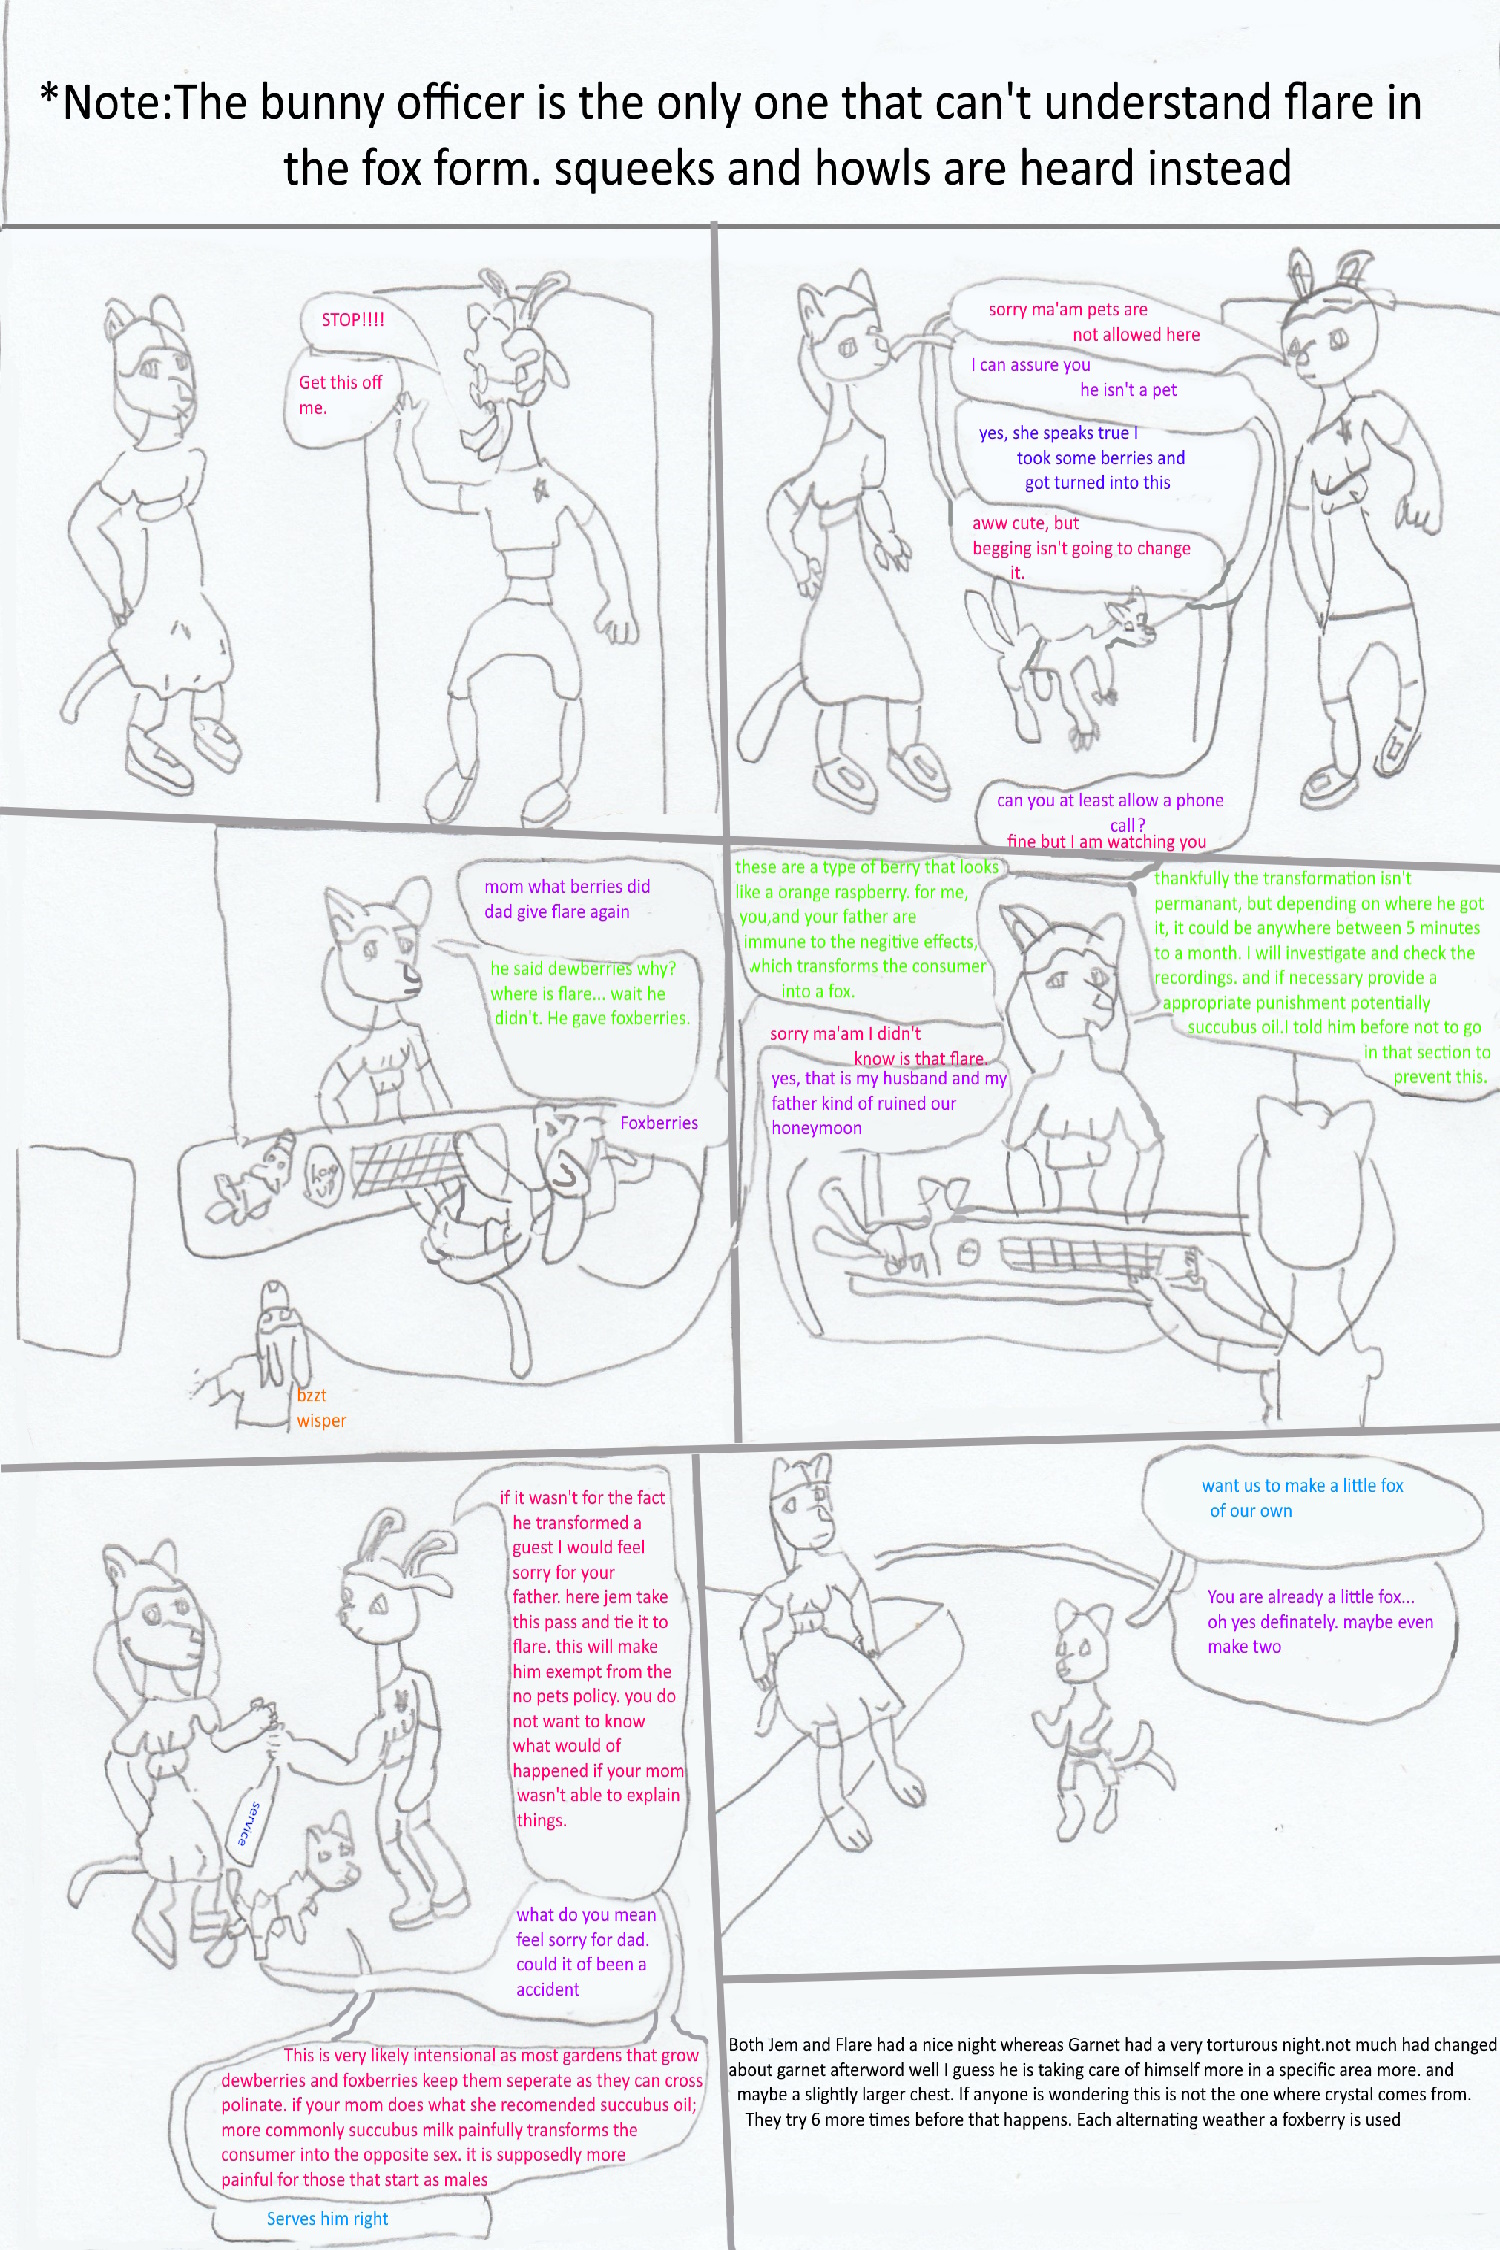 *Note:The bunny officer is the only one that can't understand flare in
the fox form. squeeks and howls are heard instead
STOP!!!!
Get this off
me.
sorry ma'am pets are
not allowed here
I can assure you
he isn't a pet
yes, she speaks true I
took some berries and
got turned into this
aww cute, but
begging isn't going to change
it.
can you at least allow a phone
call?
fine but I am watching you
mom what berries did
dad give flare again
he said dewberries why?
where is flare... wait he
didn't. He gave foxberries.
Foxberries
hang
up
bzzt
wisper
these are a type of berry that looks
like a orange raspberry. for me,
you,and your father are
immune to the negitive effects,
which transforms the consumer
into a fox.
thankfully the transformation isn't
permanant, but depending on where he got
it, it could be anywhere between 5 minutes
to a month. I will investigate and check the
recordings. and if necessary provide a
appropriate punishment potentially
succubus oil.I told him before not to go
in that section to
prevent this.
sorry ma'am I didn't
know is that flare.
yes, that is my husband and my
father kind of ruined our
honeymoon
if it wasn't for the fact
he transformed a
guest I would feel
sorry for your
father. here jem take
this pass and tie it to
flare. this will make
him exempt from the
no pets policy. you do
not want to know
what would of
happened if your mom
wasn't able to explain
things.
service
what do you mean
feel sorry for dad.
could it of been a
accident
This is very likely intensional as most gardens that grow
dewberries and foxberries keep them seperate as they can cross
polinate. if your mom does what she recomended succubus oil;
more commonly succubus milk painfully transforms the
consumer into the opposite sex. it is supposedly more
painful for those that start as males
Serves him right
want us to make a little fox
of our own
You are already a little fox...
oh yes definately. maybe even
make two
Both Jem and Flare had a nice night whereas Garnet had a very torturous night.not much had changed
about garnet afterword well I guess he is taking care of himself more in a specific area more. and
maybe a slightly larger chest. If anyone is wondering this is not the one where crystal comes from.
They try 6 more times before that happens. Each alternating weather a foxberry is used